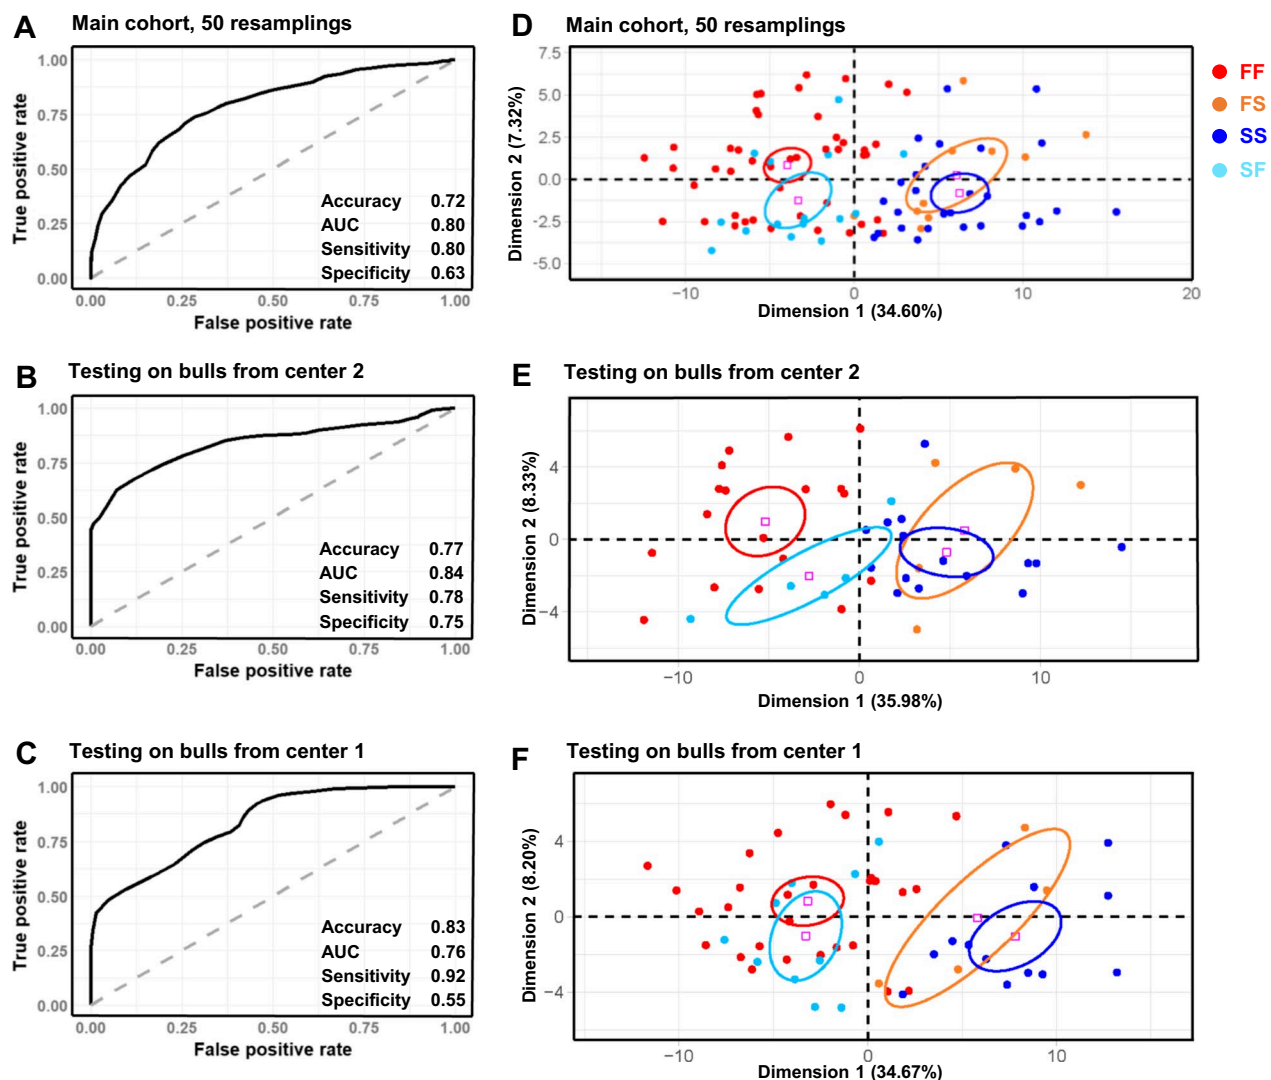 A Main cohort, 50 resamplings
True positive rate
1.00
0.75
0.50
0.25
0.00
Accuracy 0.72
AUC 0.80
Sensitivity 0.80
Specificity 0.63
0.00 0.25 0.50 0.75 1.00
False positive rate
D Main cohort, 50 resamplings
Dimension 2 (7.32%)
7.5
5.0
2.5
0.0
−2.5
−5.0
−10 0 10 20
Dimension 1 (34.60%)
FF
FS
SS
SF
B Testing on bulls from center 2
True positive rate
1.00
0.75
0.50
0.25
0.00
Accuracy 0.77
AUC 0.84
Sensitivity 0.78
Specificity 0.75
0.00 0.25 0.50 0.75 1.00
False positive rate
E Testing on bulls from center 2
Dimension 2 (8.33%)
4
0
−4
−10 0 10
Dimension 1 (35.98%)
C Testing on bulls from center 1
True positive rate
1.00
0.75
0.50
0.25
0.00
Accuracy 0.83
AUC 0.76
Sensitivity 0.92
Specificity 0.55
0.00 0.25 0.50 0.75 1.00
False positive rate
F Testing on bulls from center 1
Dimension 2 (8.20%)
4
0
−4
−10 0 10
Dimension 1 (34.67%)